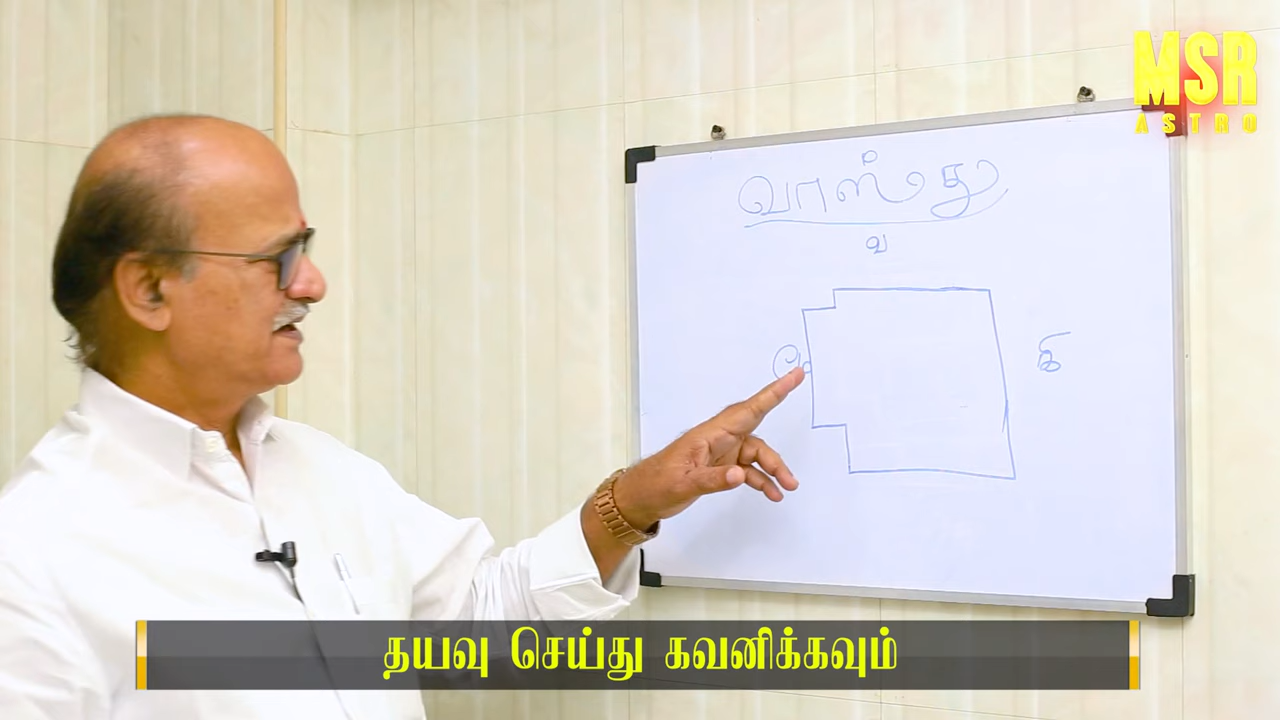 MSR
ASTRO
வாஸ்து
வ
மே
கி
தயவு செய்து கவனிக்கவும்